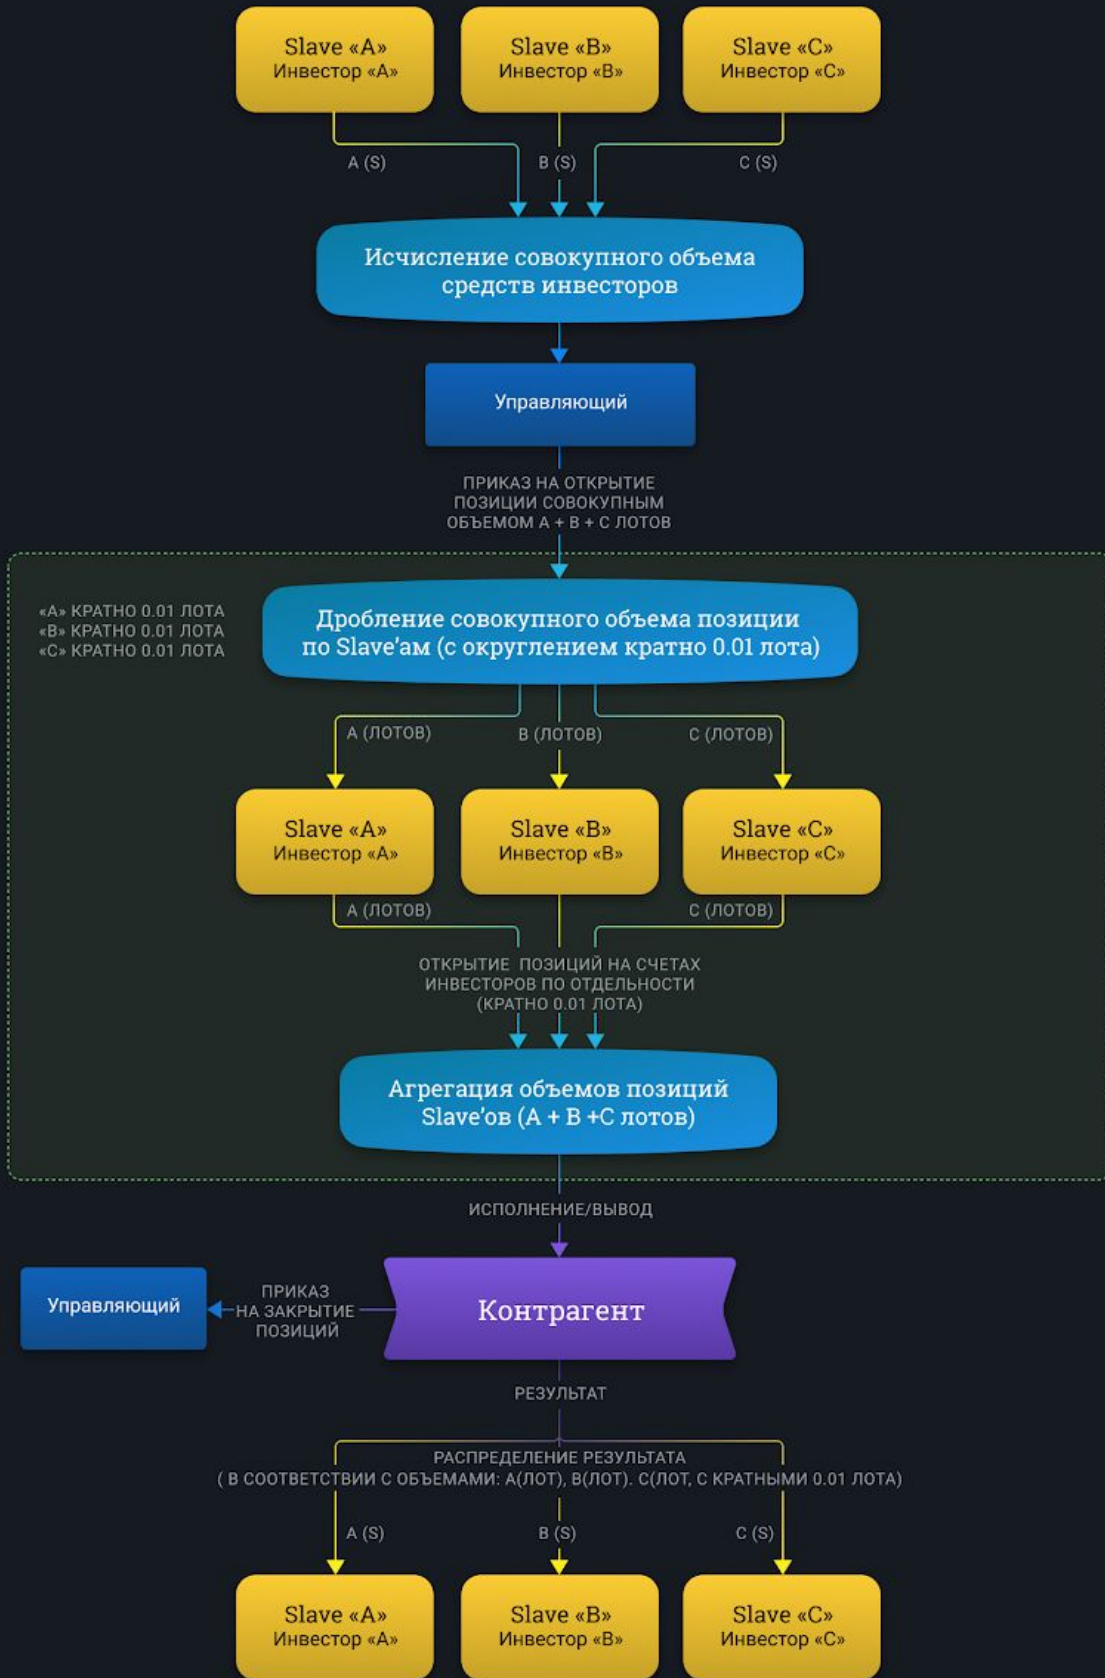 Slave «A»
Инвестор «А»
Slave «B»
Инвестор «В»
Slave «C»
Инвестор «С»
A (S)
B (S)
C (S)
Исчисление совокупного объема
средств инвесторов
Управляющий
ПРИКАЗ НА ОТКРЫТИЕ
ПОЗИЦИИ СОВОКУПНЫМ
ОБЪЕМОМ А + В + С ЛОТОВ
«А» КРАТНО 0.01 ЛОТА
«В» КРАТНО 0.01 ЛОТА
«С» КРАТНО 0.01 ЛОТА
Дробление совокупного объема позиции
по Slave’ам (с округлением кратно 0.01 лота)
А (ЛОТОВ)
В (ЛОТОВ)
С (ЛОТОВ)
Slave «A»
Инвестор «А»
Slave «B»
Инвестор «В»
Slave «C»
Инвестор «С»
А (ЛОТОВ)
С (ЛОТОВ)
ОТКРЫТИЕ ПОЗИЦИЙ НА СЧЕТАХ
ИНВЕСТОРОВ ПО ОТДЕЛЬНОСТИ
(КРАТНО 0.01 ЛОТА)
Агрегация объемов позиций
Slave’ов (А + В +С лотов)
ИСПОЛНЕНИЕ/ВЫВОД
Управляющий
ПРИКАЗ
НА ЗАКРЫТИЕ
ПОЗИЦИЙ
Контрагент
РЕЗУЛЬТАТ
РАСПРЕДЕЛЕНИЕ РЕЗУЛЬТАТА
( В СООТВЕТСТВИИ С ОБЪЕМАМИ: А(ЛОТ), В(ЛОТ). С(ЛОТ, С КРАТНЫМИ 0.01 ЛОТА)
A (S)
B (S)
C (S)
Slave «A»
Инвестор «А»
Slave «B»
Инвестор «В»
Slave «C»
Инвестор «С»